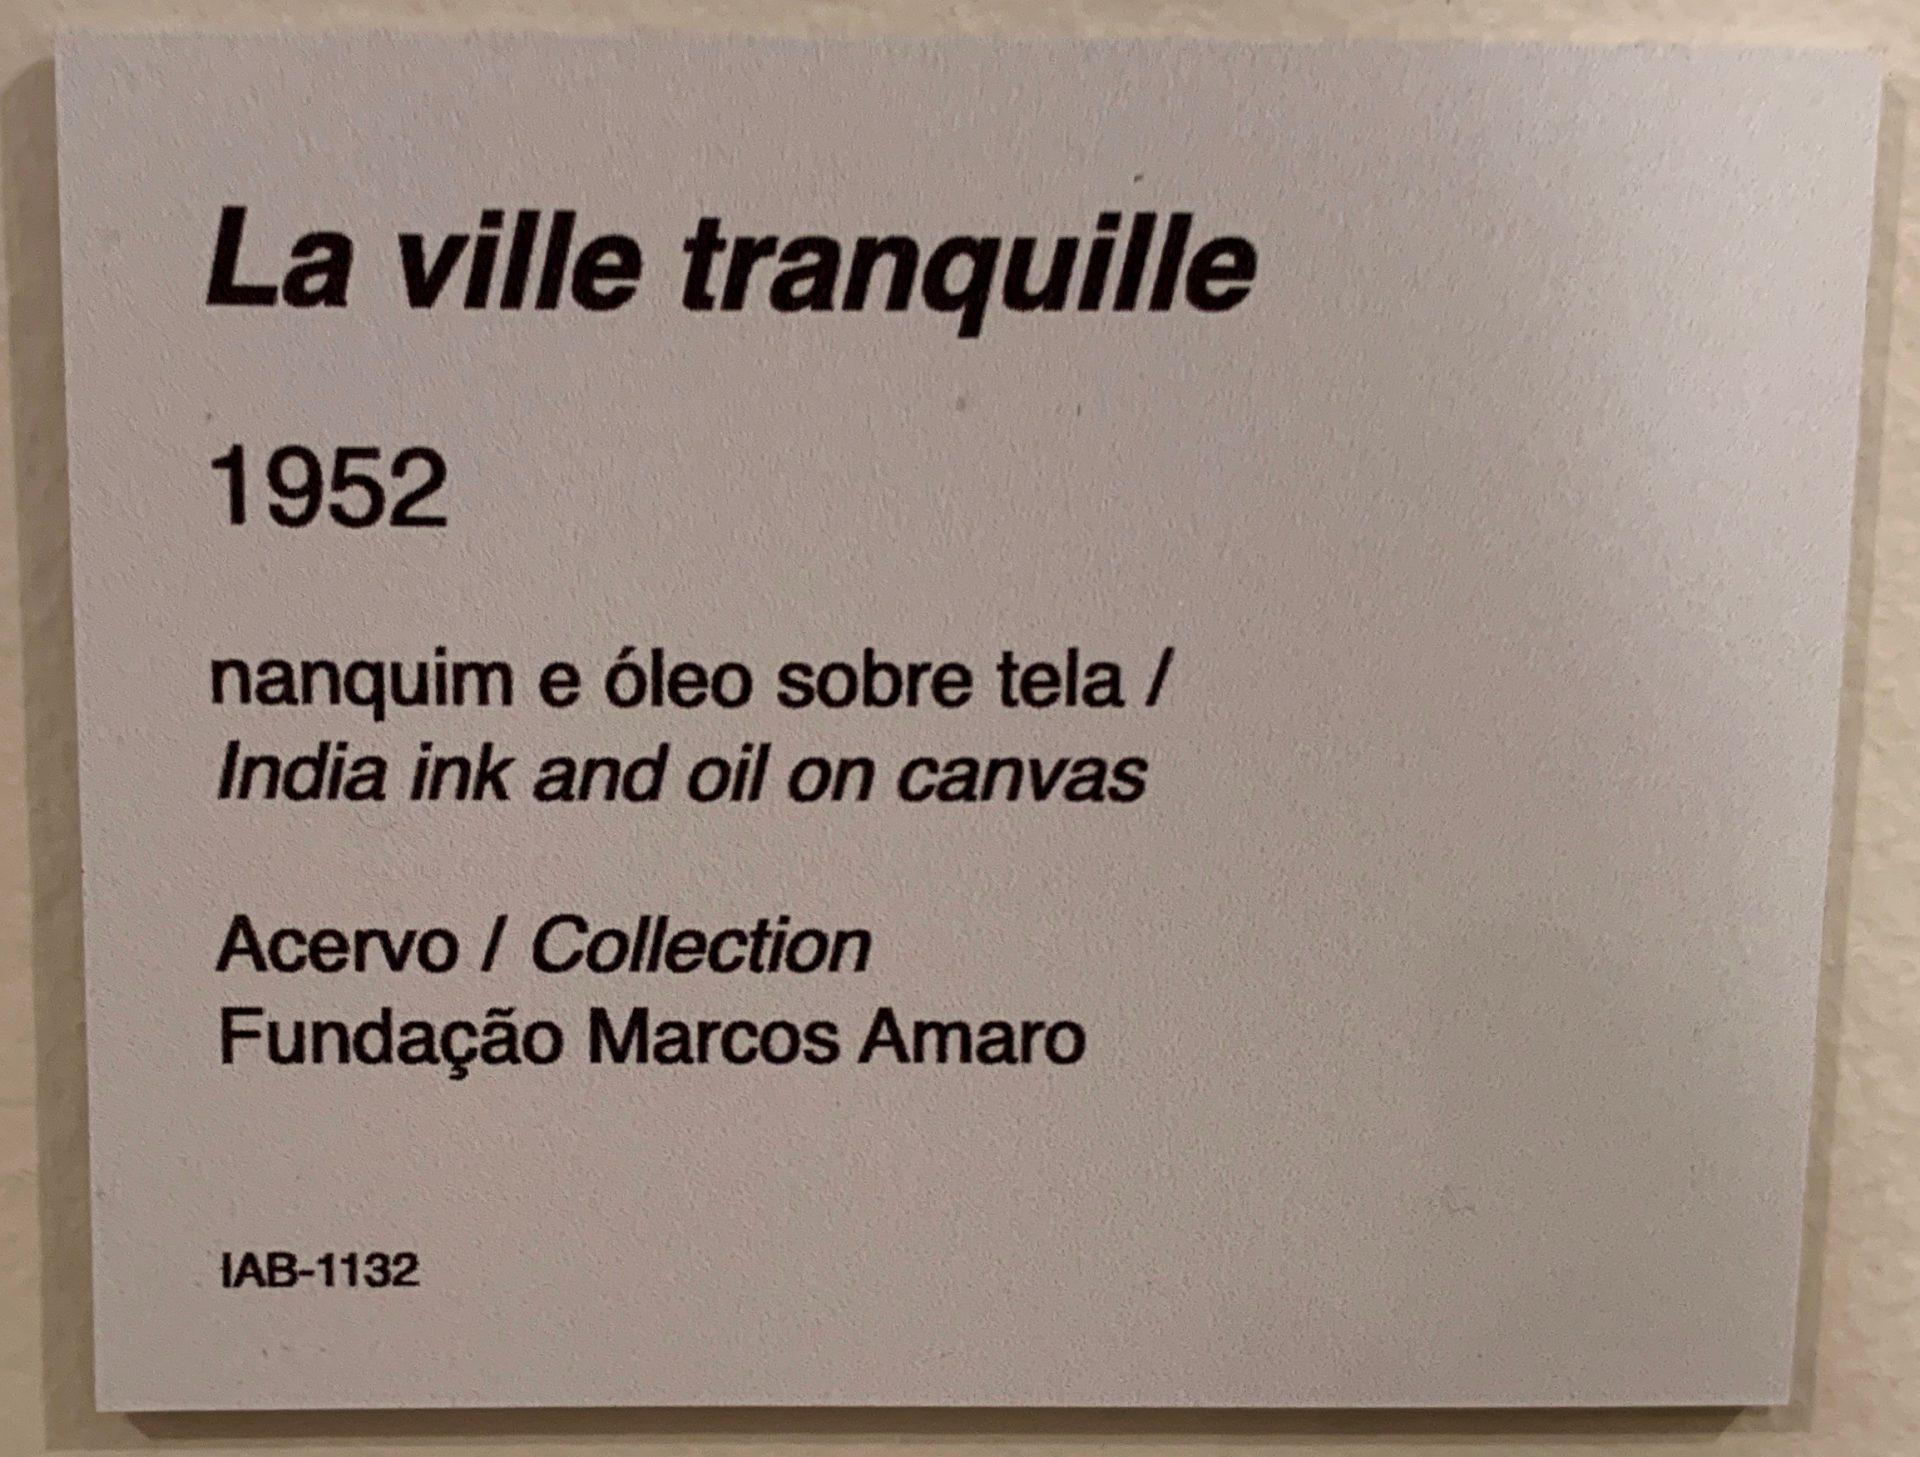 La ville tranquille
1952
nanquim e óleo sobre tela /
India ink and oil on canvas
Acervo / Collection
Fundação Marcos Amaro
IAB-1132